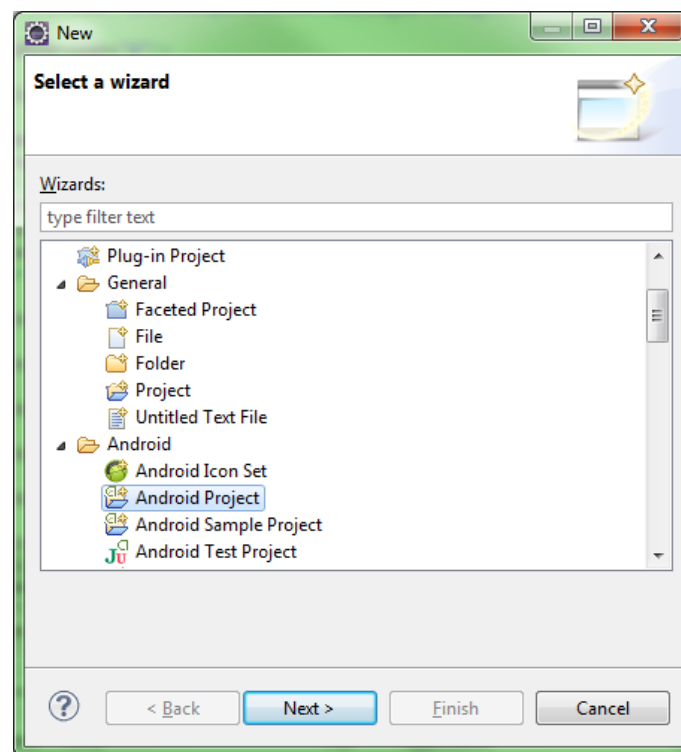 New
Select a wizard
Wizards:
type filter text
Plug-in Project
General
Faceted Project
File
Folder
Project
Untitled Text File
Android
Android Icon Set
Android Project
Android Sample Project
Android Test Project
< Back Next > Finish Cancel